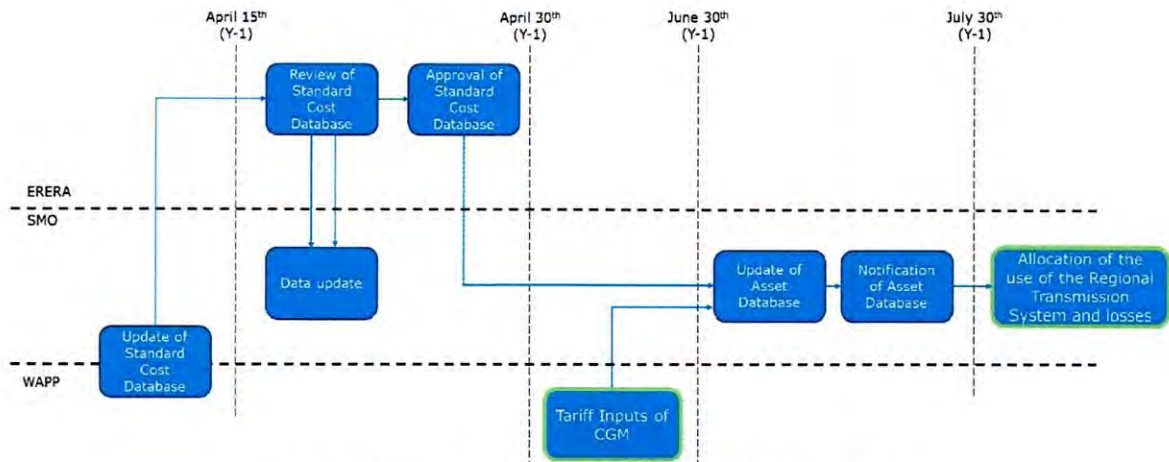 April 15th
(Y-1)
April 30th
(Y-1)
June 30th
(Y-1)
July 30th
(Y-1)
Review of
Standard
Cost
Database
Approval of
Standard
Cost
Database
ERERA
SMO
Data update
Update of
Asset
Database
Notification
of Asset
Database
Allocation of the
use of the Regional
Transmission
System and losses
Update of
Standard
Cost
Database
WAPP
Tariff Inputs of
CGM